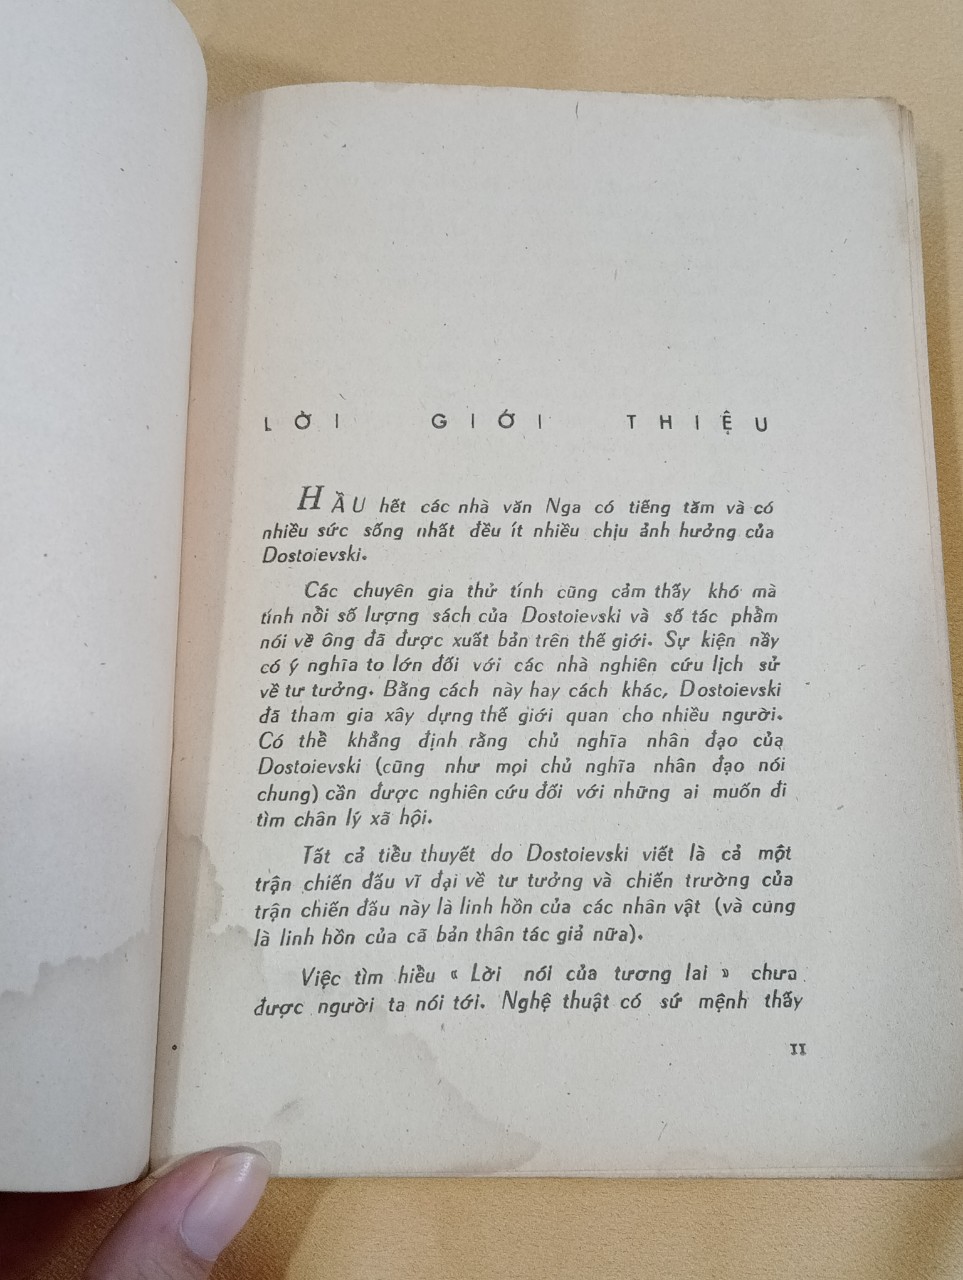 LỜI GIỚI THIỆU
HẦU hết các nhà văn Nga có tiếng tăm và có
nhiều sức sống nhất đều ít nhiều chịu ảnh hưởng của
Dostoievski.
Các chuyên gia thử tính cũng cảm thấy khó mà
tính nổi số lượng sách của Dostoievski và số tác phẩm
nói về ông đã được xuất bản trên thế giới. Sự kiện nầy
có ý nghĩa to lớn đối với các nhà nghiên cứu lịch sử
về tư tưởng. Bằng cách này hay cách khác, Dostoievski
đã tham gia xây dựng thế giới quan cho nhiều người.
Có thể khẳng định rằng chủ nghĩa nhân đạo của
Dostoievski (cũng như mọi chủ nghĩa nhân đạo nói
chung) cần được nghiên cứu đối với những ai muốn đi
tìm chân lý xã hội.
Tất cả tiểu thuyết do Dostoievski viết là cả một
trận chiến đấu vĩ đại về tư tưởng và chiến trường của
trận chiến đấu này là linh hồn của các nhân vật (và cũng
là linh hồn của cã bản thân tác giả nữa).
Việc tìm hiểu « Lời nói của tương lai » chưa
được người ta nói tới. Nghệ thuật có sứ mệnh thấy
II